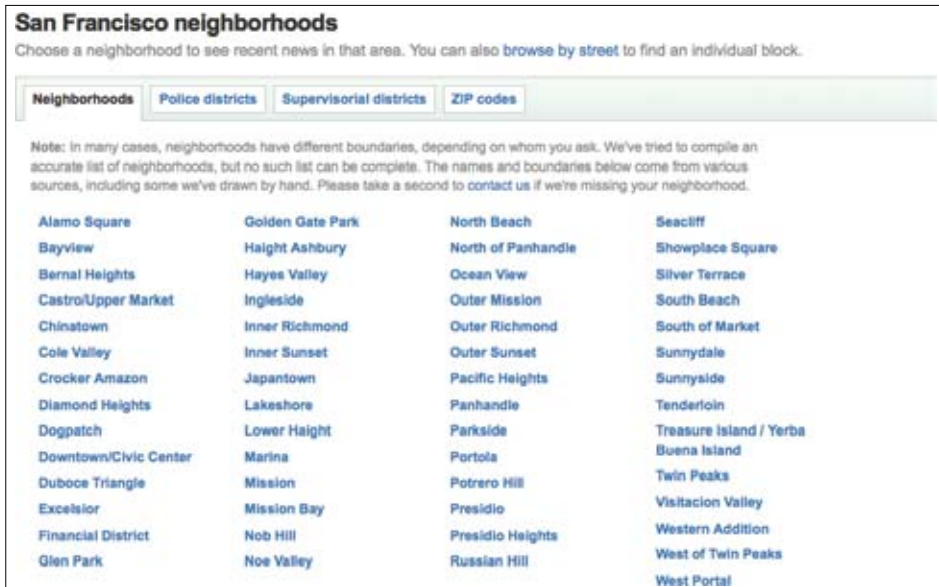 San Francisco neighborhoods
Choose a neighborhood to see recent news in that area. You can also browse by street to find an individual block.
Neighborhoods
Police districts
Supervisorial districts
ZIP codes
Note: In many cases, neighborhoods have different boundaries, depending on whom you ask. We've tried to compile an
accurate list of neighborhoods, but no such list can be complete. The names and boundaries below come from various
sources, including some we've drawn by hand. Please take a second to contact us if we're missing your neighborhood.
Alamo Square
Bayview
Bernal Heights
Castro/Upper Market
Chinatown
Cole Valley
Crocker Amazon
Diamond Heights
Dogpatch
Downtown/Civic Center
Duboce Triangle
Excelsior
Financial District
Glen Park
Golden Gate Park
Haight Ashbury
Hayes Valley
Ingleside
Inner Richmond
Inner Sunset
Japantown
Lakeshore
Lower Haight
Marina
Mission
Mission Bay
Nob Hill
Noe Valley
North Beach
North of Panhandle
Ocean View
Outer Mission
Outer Richmond
Outer Sunset
Pacific Heights
Panhandle
Parkside
Portola
Potrero Hill
Presidio
Presidio Heights
Russian Hill
Seacliff
Showplace Square
Silver Terrace
South Beach
South of Market
Sunnydale
Sunnyside
Tenderloin
Treasure Island / Yerba
Buena Island
Twin Peaks
Visitacion Valley
Western Addition
West of Twin Peaks
West Portal